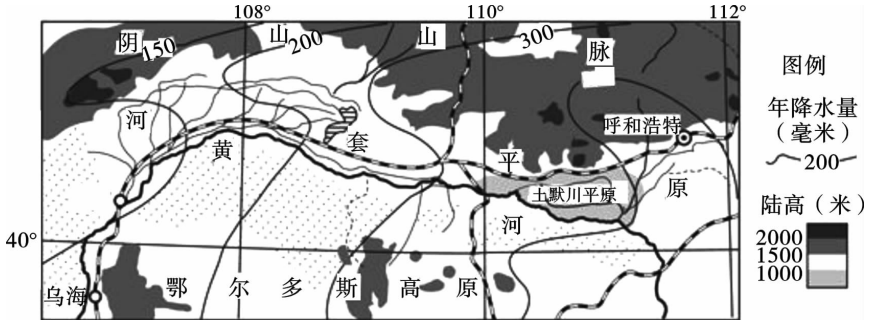 108° 110° 112°
阴 山 山 脉
150 200 300
呼和浩特
河 套 平 原
黄 河
土默川平原
40°
乌海 鄂尔多斯高原
图例
年降水量
(毫米)
200
陆高(米)
2000
1500
1000